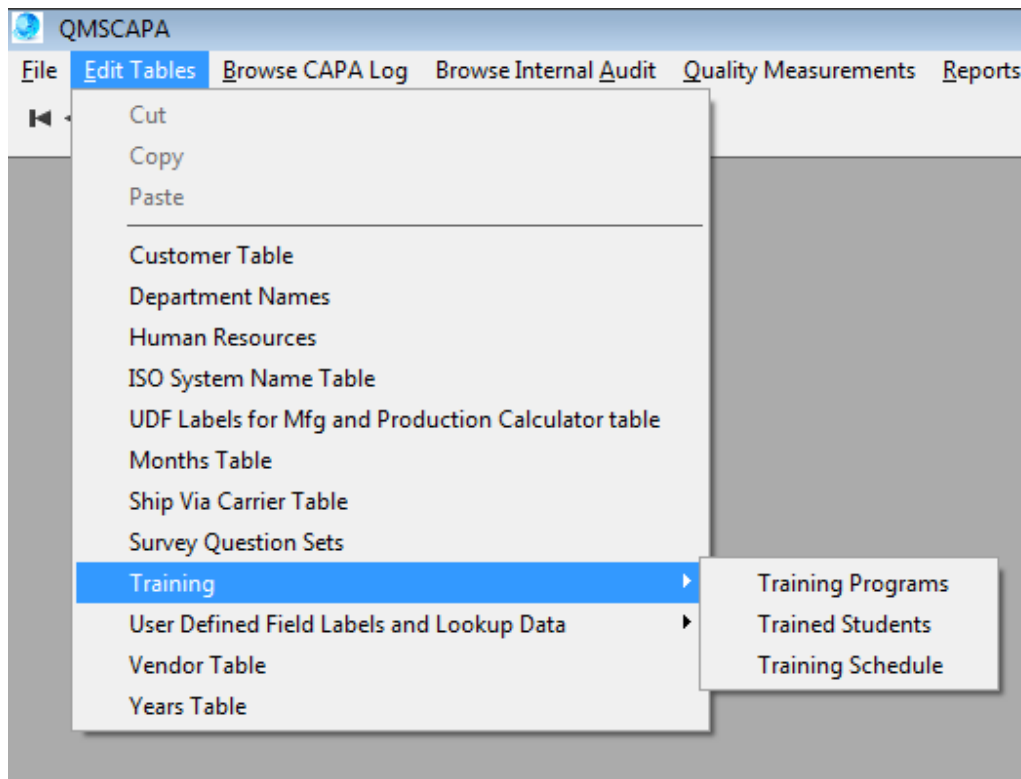 QMSCAPA
File Edit Tables Browse CAPA Log Browse Internal Audit Quality Measurements Reports
Cut
Copy
Paste
Customer Table
Department Names
Human Resources
ISO System Name Table
UDF Labels for Mfg and Production Calculator table
Months Table
Ship Via Carrier Table
Survey Question Sets
Training
Training Programs
User Defined Field Labels and Lookup Data
Trained Students
Vendor Table
Training Schedule
Years Table